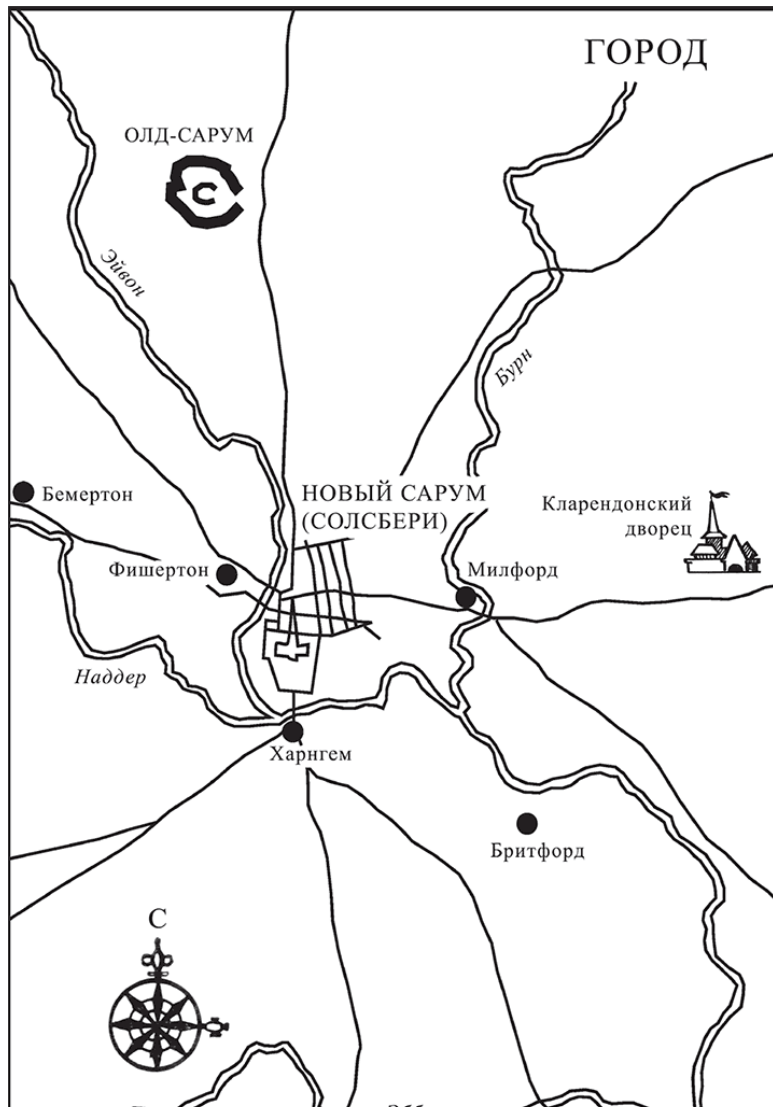 ГОРОД
ОЛД-САРУМ
Эйвон
Бурн
Бемертон
НОВЫЙ САРУМ
(СОЛСБЕРИ)
Кларендонский
дворец
Фишертон
Милфорд
Наддер
Харнгем
Бритфорд
С